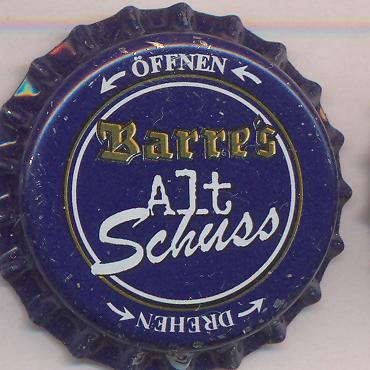 ÖFFNEN
Barre's
Alt
Schuss
DREHEN